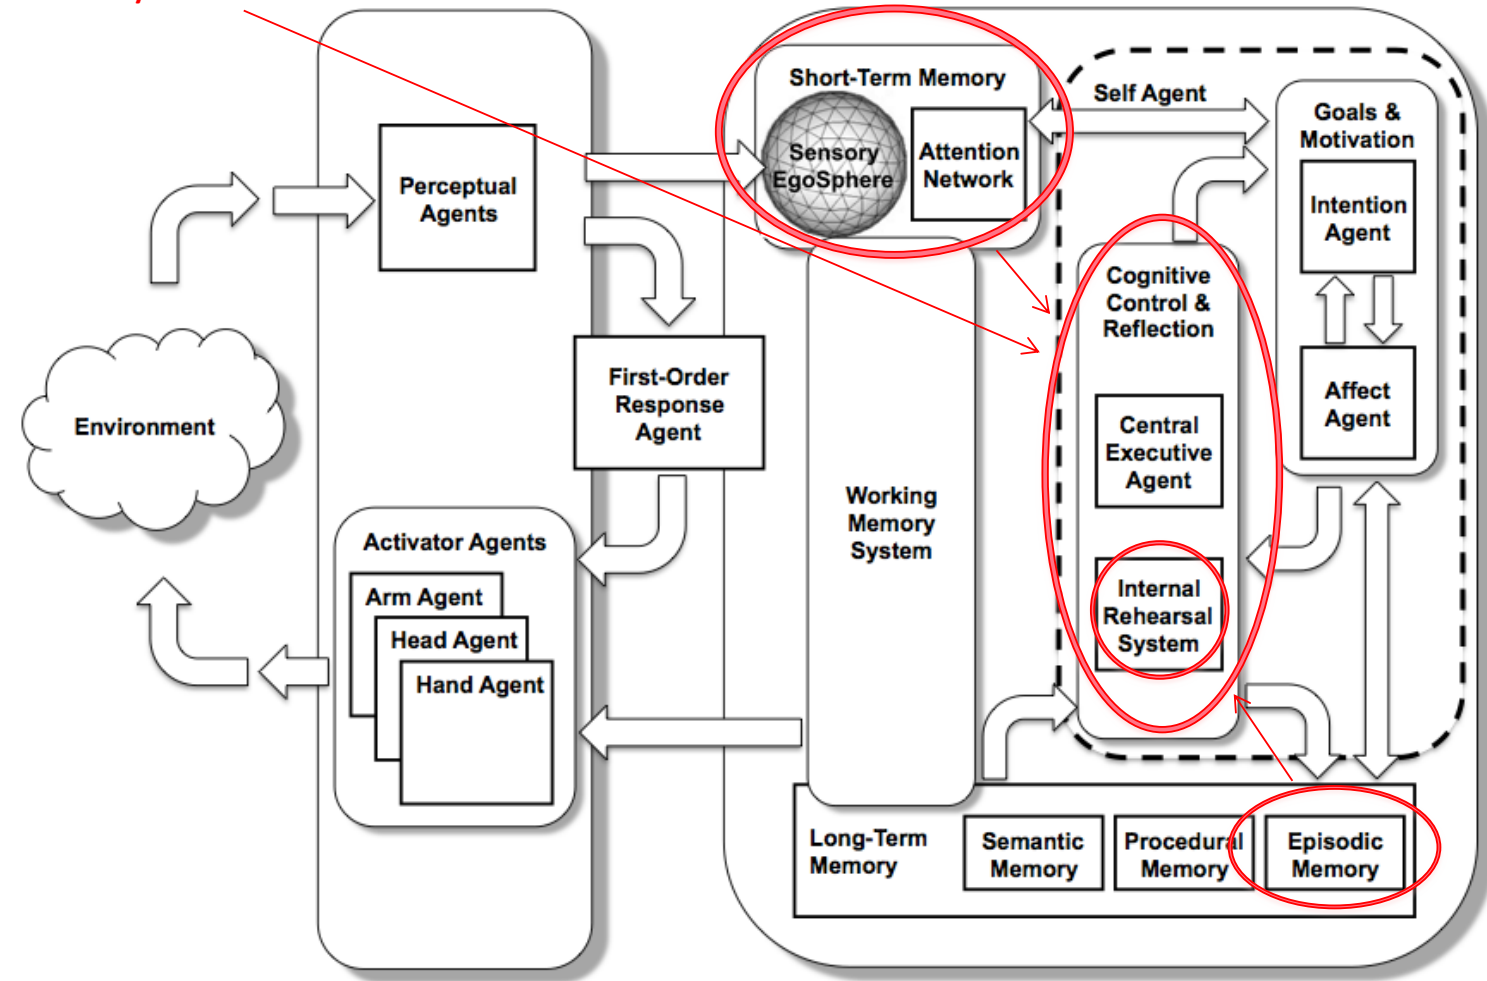 Short-Term Memory
Sensory
EgoSphere
Attention
Network
Self Agent
Goals &
Motivation
Perceptual
Agents
Intention
Agent
Cognitive
Control &
Reflection
First-Order
Response
Agent
Affect
Agent
Environment
Central
Executive
Agent
Working
Memory
System
Activator Agents
Arm Agent
Head Agent
Hand Agent
Internal
Rehearsal
System
Long-Term
Memory
Semantic
Memory
Procedural
Memory
Episodic
Memory